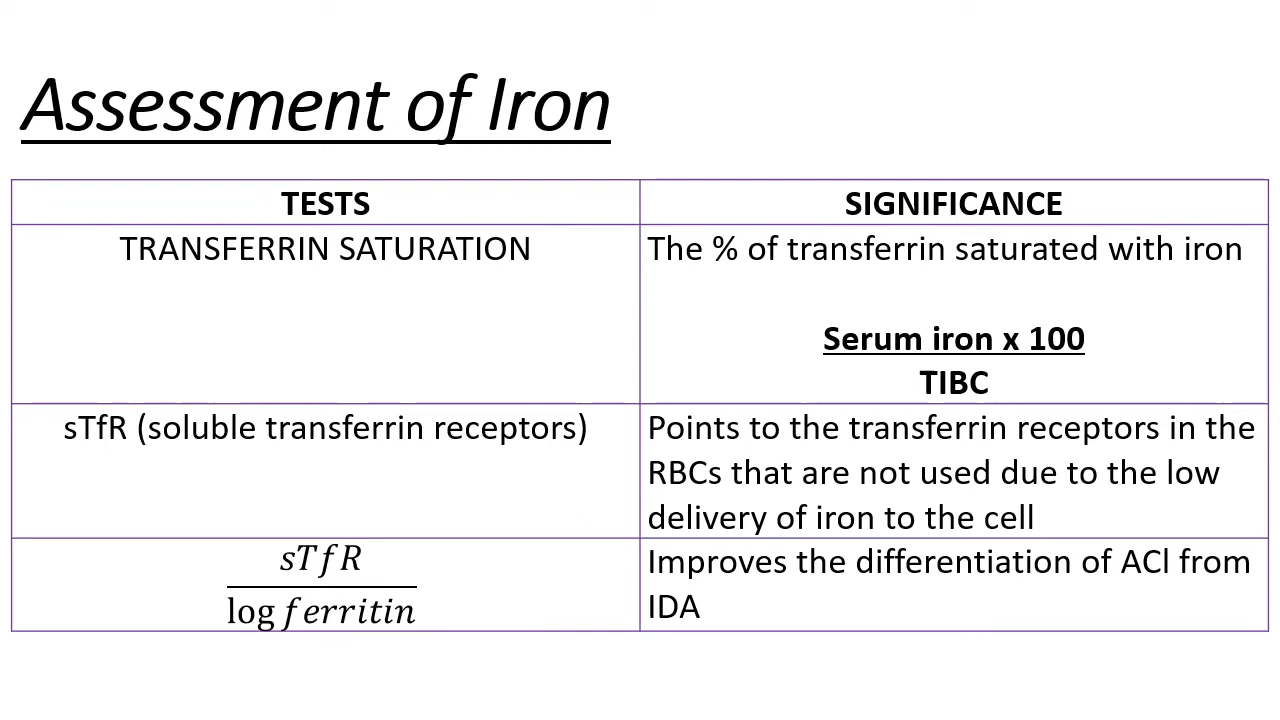 Assessment of Iron
TESTS
SIGNIFICANCE
TRANSFERRIN SATURATION
The % of transferrin saturated with iron
Serum iron x 100
TIBC
sTfR (soluble transferrin receptors)
Points to the transferrin receptors in the
RBCs that are not used due to the low
delivery of iron to the cell
sTfR
log ferritin
Improves the differentiation of ACl from
IDA